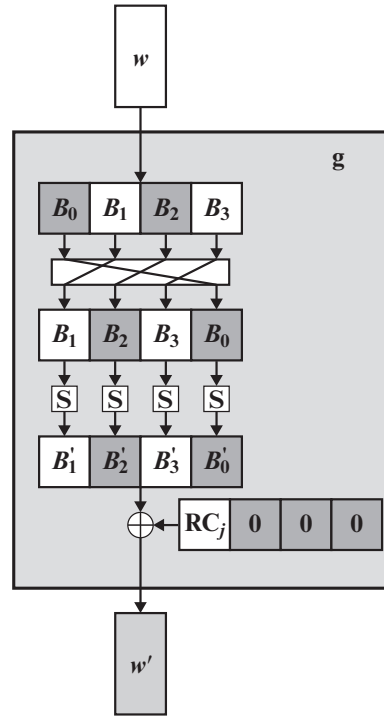 w
g
B₀ B₁ B₂ B₃
B₁ B₂ B₃ B₀
S S S S
B'₁ B'₂ B'₃ B'₀
RCⱼ 0 0 0
w'